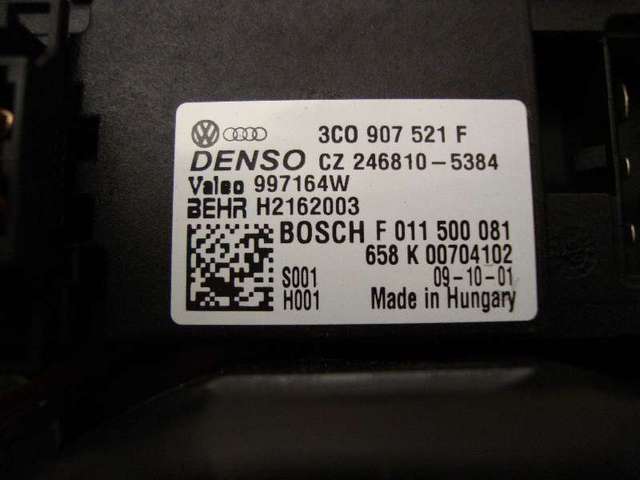 3C0 907 521 F
DENSO CZ 246810-5384
Valeo 997164W
BEHR H2162003
BOSCH F 011 500 081
658 K 00704102
S001 09-10-01
H001 Made in Hungary